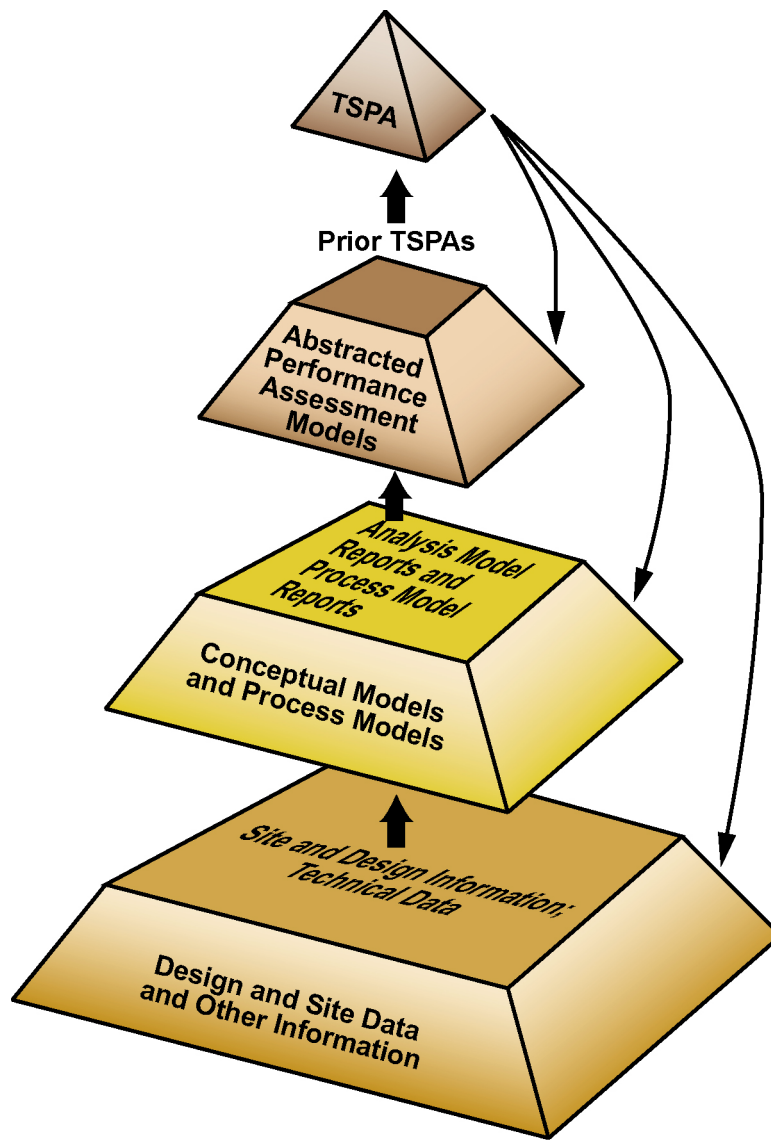 TSPA
Prior TSPAs
Abstracted
Performance
Assessment
Models
Analysis Model
Reports and
Process Model
Reports
Conceptual Models
and Process Models
Site and Design Information;
Technical Data
Design and Site Data
and Other Information